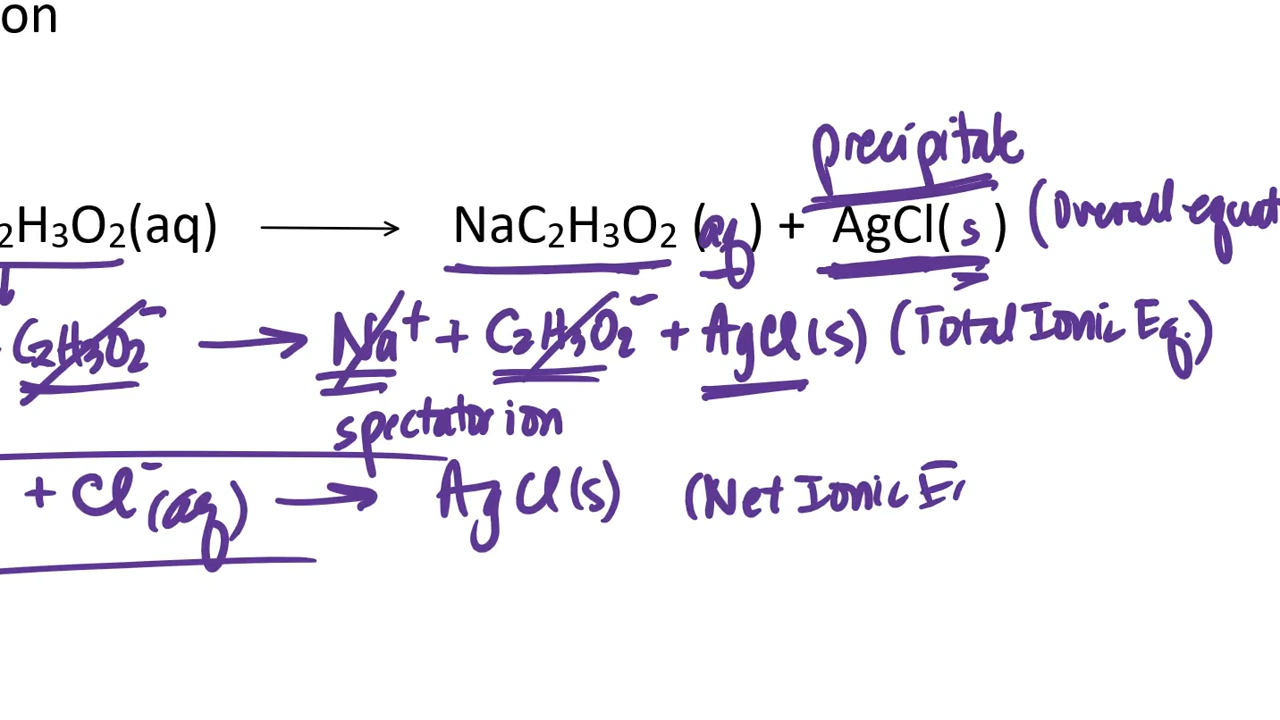 on
precipitate
₂H₃O₂(aq) ⟶ NaC₂H₃O₂ (aq) + AgCl(s) (Overall equat
C₂H₃O₂⁻ → Na⁺ + C₂H₃O₂⁻ + AgCl(s) (Total Ionic Eq.)
spectator ion
+ Cl⁻(aq) → AgCl(s) (Net Ionic E